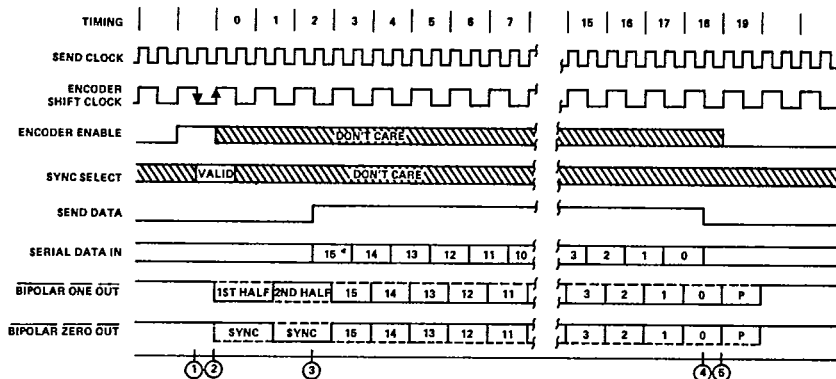 TIMING 0 1 2 3 4 5 6 7 15 16 17 18 19
SEND CLOCK
ENCODER
SHIFT CLOCK
ENCODER ENABLE DON'T CARE
SYNC SELECT VALID DON'T CARE
SEND DATA
SERIAL DATA IN 15 14 13 12 11 10 3 2 1 0
BIPOLAR ONE OUT 1ST HALF 2ND HALF 15 14 13 12 11 3 2 1 0 P
BIPOLAR ZERO OUT SYNC SYNC 15 14 13 12 11 3 2 1 0 P
1 2 3 4 5